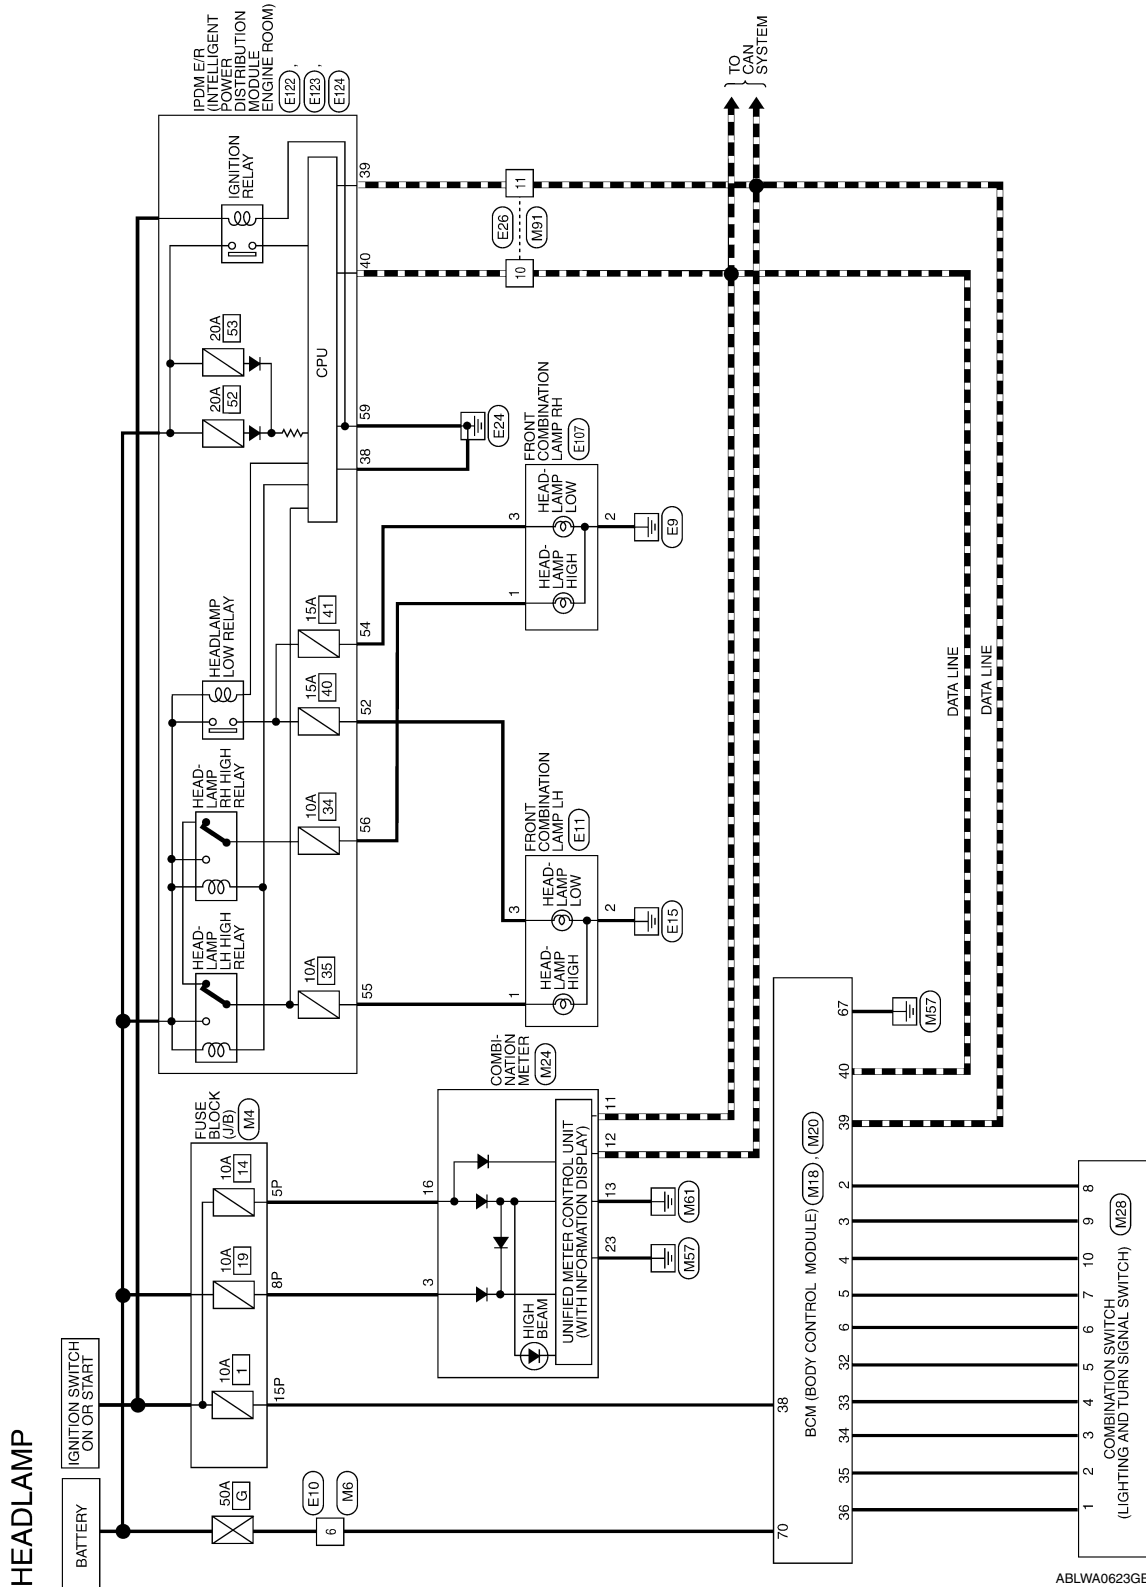 HEADLAMP
BATTERY
IGNITION SWITCH
ON OR START
50A
G
E10
6
M6
70
FUSE
BLOCK
(J/B)
M4
10A
1
15P
38
10A
19
8P
10A
14
5P
IPDM E/R
(INTELLIGENT
POWER
DISTRIBUTION
MODULE
ENGINE ROOM)
E122 ,
E123 ,
E124
HEAD-
LAMP
LH HIGH
RELAY
HEAD-
LAMP
RH HIGH
RELAY
HEADLAMP
LOW RELAY
20A
52
20A
53
IGNITION
RELAY
10A
35
10A
34
15A
40
15A
41
CPU
55
56
52
54
38
59
40
39
E24
COMBI-
NATION
METER
M24
3
16
HIGH
BEAM
UNIFIED METER CONTROL UNIT
(WITH INFORMATION DISPLAY)
23
13
12
11
M57
M61
FRONT
COMBINATION
LAMP LH
E11
1
3
HEAD-
LAMP
HIGH
HEAD-
LAMP
LOW
2
E15
FRONT
COMBINATION
LAMP RH
E107
1
3
HEAD-
LAMP
HIGH
HEAD-
LAMP
LOW
2
E9
E26
10
11
M91
TO
CAN
SYSTEM
DATA LINE
DATA LINE
BCM (BODY CONTROL MODULE)
M18 , M20
36
35
34
33
32
6
5
4
3
2
39
40
67
M57
1
2
3
4
5
6
7
10
9
8
COMBINATION SWITCH
(LIGHTING AND TURN SIGNAL SWITCH)
M28
ABLWA0623GE